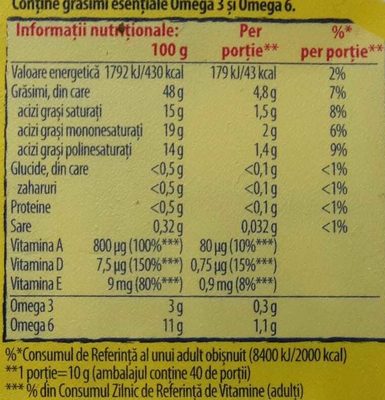 Conține grăsimi esențiale Omega 3 și Omega 6.
Informații nutriționale: Per %*
100 g porție** per porție**
Valoare energetică 1792 kJ/430 kcal 179 kJ/43 kcal 2%
Grăsimi, din care 48 g 4,8 g 7%
acizi grași saturați 15 g 1,5 g 8%
acizi grași mononesaturați 19 g 2 g 6%
acizi grași polinesaturați 14 g 1,4 g 9%
Glucide, din care <0,5 g <0,1 g <1%
zaharuri <0,5 g <0,1 g <1%
Proteine <0,5 g <0,1 g <1%
Sare 0,32 g 0,032 g <1%
Vitamina A 800 µg (100%***) 80 µg (10%***)
Vitamina D 7,5 µg (150%***) 0,75 µg (15%***)
Vitamina E 9 mg (80%***) 0,9 mg (8%***)
Omega 3 3 g 0,3 g
Omega 6 11 g 1,1 g
%*Consumul de Referință al unui adult obișnuit (8400 kJ/2000 kcal)
**1 porție=10 g (ambalajul conține 40 de porții)
*** % din Consumul Zilnic de Referință de Vitamine (adulți)